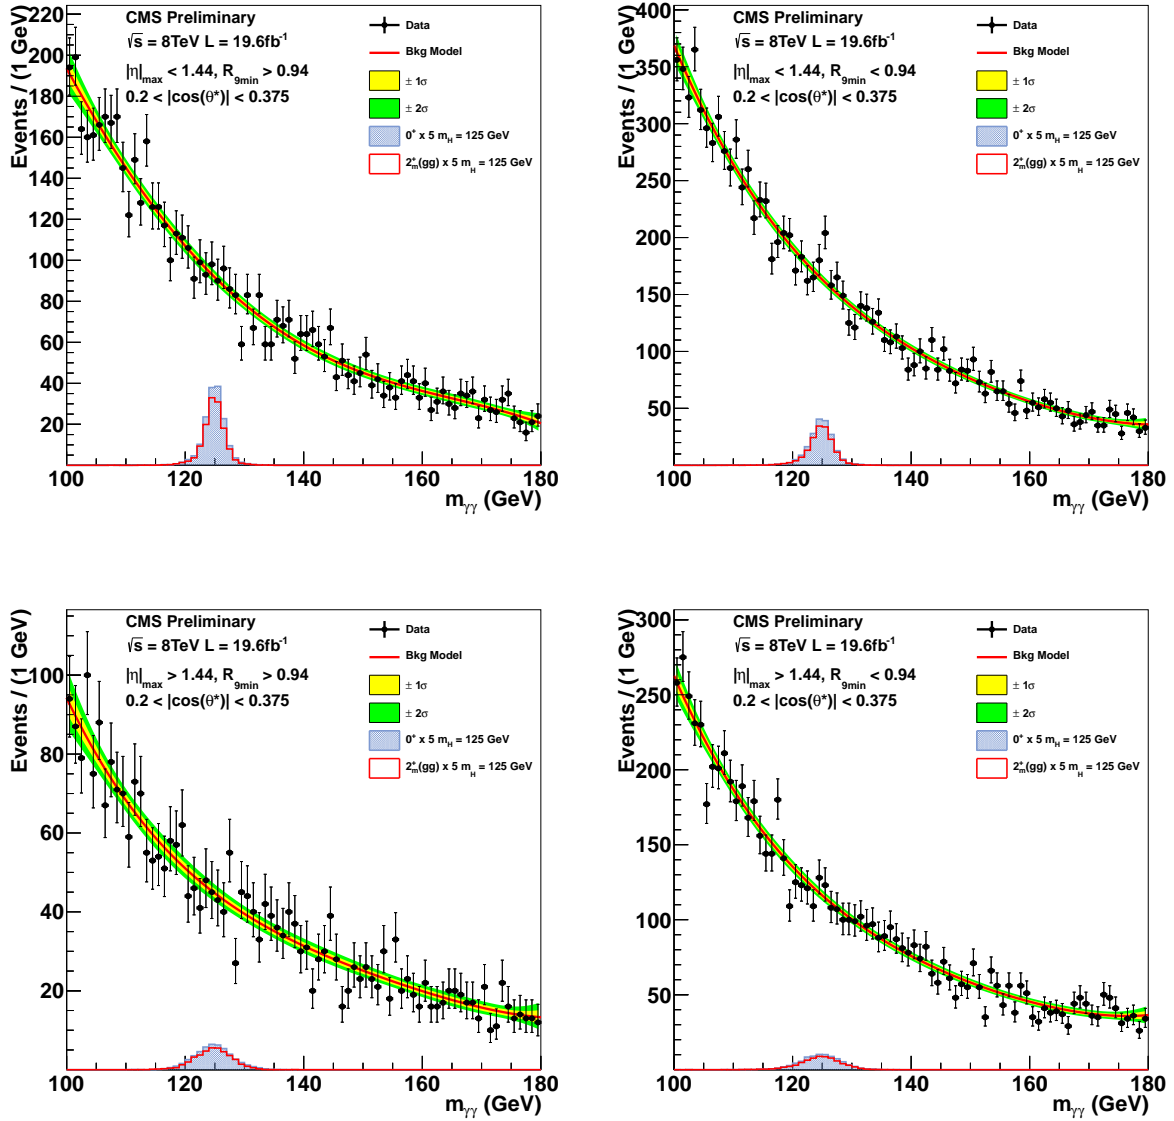 CMS Preliminary
√s = 8TeV L = 19.6fb⁻¹
|η|max < 1.44, R9min > 0.94
0.2 < |cos(θ*)| < 0.375
Data
Bkg Model
± 1σ
± 2σ
0⁺ x 5 mH = 125 GeV
2⁺m(gg) x 5 mH = 125 GeV
Events / (1 GeV)
220
200
180
160
140
120
100
80
60
40
20
100 120 140 160 180
mγγ (GeV)
CMS Preliminary
√s = 8TeV L = 19.6fb⁻¹
|η|max < 1.44, R9min < 0.94
0.2 < |cos(θ*)| < 0.375
Data
Bkg Model
± 1σ
± 2σ
0⁺ x 5 mH = 125 GeV
2⁺m(gg) x 5 mH = 125 GeV
Events / (1 GeV)
400
350
300
250
200
150
100
50
100 120 140 160 180
mγγ (GeV)
CMS Preliminary
√s = 8TeV L = 19.6fb⁻¹
|η|max > 1.44, R9min > 0.94
0.2 < |cos(θ*)| < 0.375
Data
Bkg Model
± 1σ
± 2σ
0⁺ x 5 mH = 125 GeV
2⁺m(gg) x 5 mH = 125 GeV
Events / (1 GeV)
100
80
60
40
20
100 120 140 160 180
mγγ (GeV)
CMS Preliminary
√s = 8TeV L = 19.6fb⁻¹
|η|max > 1.44, R9min < 0.94
0.2 < |cos(θ*)| < 0.375
Data
Bkg Model
± 1σ
± 2σ
0⁺ x 5 mH = 125 GeV
2⁺m(gg) x 5 mH = 125 GeV
Events / (1 GeV)
300
250
200
150
100
50
100 120 140 160 180
mγγ (GeV)